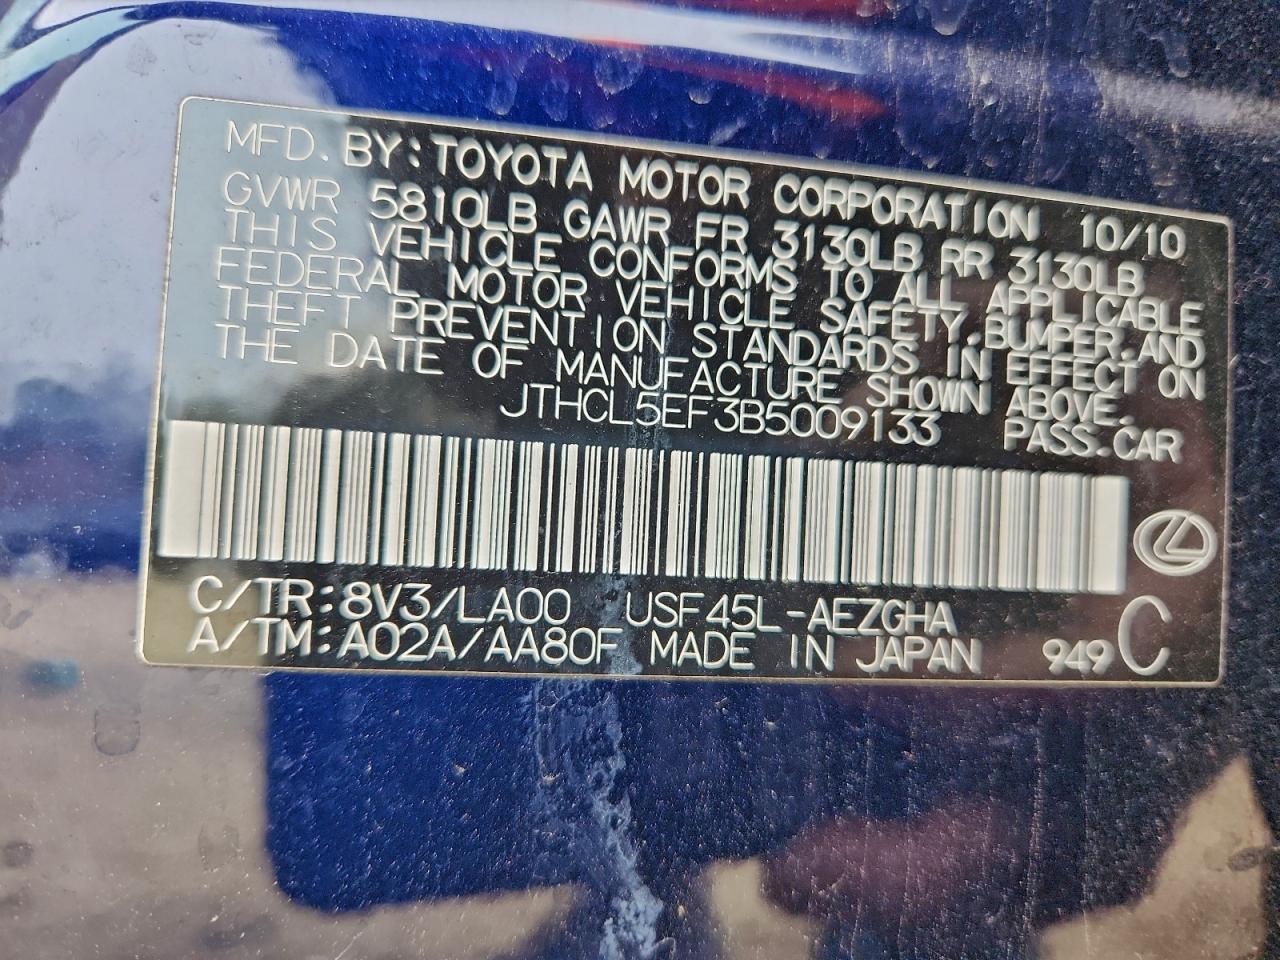 MFD. BY: TOYOTA MOTOR CORPORATION 10/10
GVWR 5810LB GAWR FR 3130LB RR 3130LB
THIS VEHICLE CONFORMS TO ALL APPLICABLE
FEDERAL MOTOR VEHICLE SAFETY, BUMPER, AND
THEFT PREVENTION STANDARDS IN EFFECT ON
THE DATE OF MANUFACTURE SHOWN ABOVE.
JTHCL5EF3B5009133 PASS. CAR
C/TR: 8V3/LA00 USF45L-AEZGHA
A/TM: A02A/AA80F MADE IN JAPAN 949 C